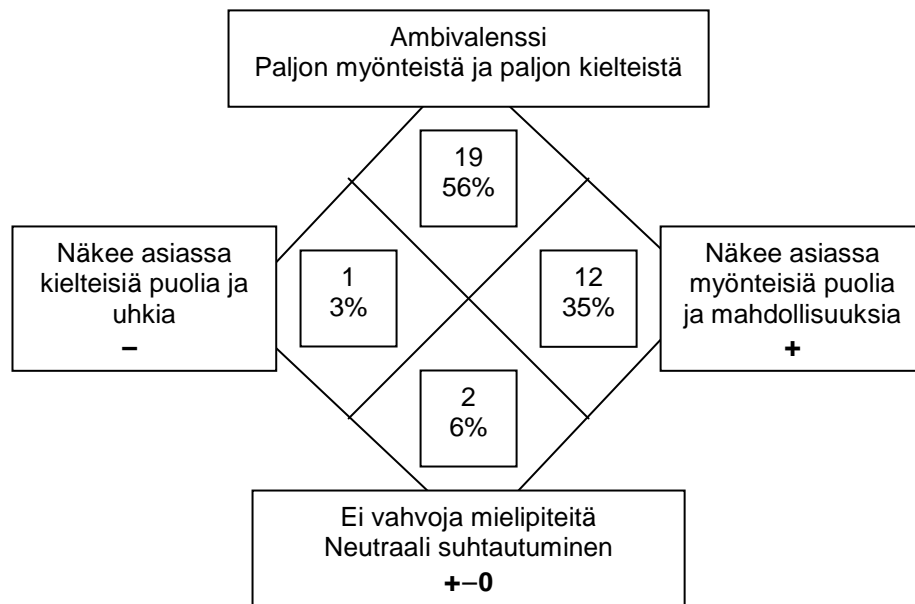 Ambivalenssi
Paljon myönteistä ja paljon kielteistä
19
56%
Näkee asiassa
kielteisiä puolia ja
uhkia
–
1
3%
12
35%
Näkee asiassa
myönteisiä puolia
ja mahdollisuuksia
+
2
6%
Ei vahvoja mielipiteitä
Neutraali suhtautuminen
+–0